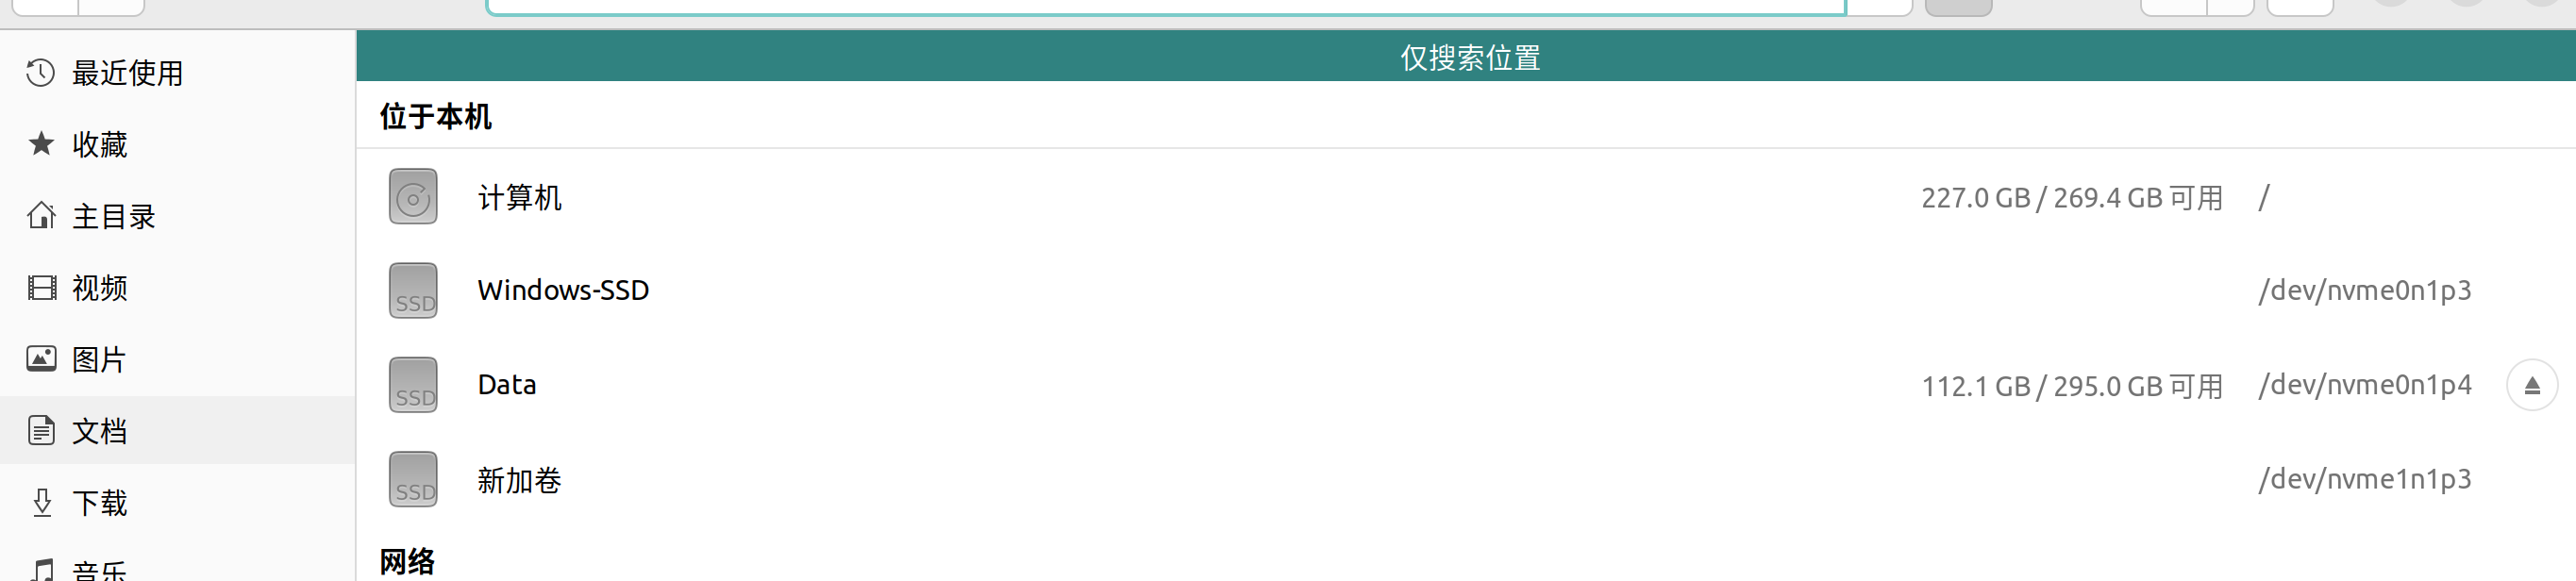 最近使用
收藏
主目录
视频
图片
文档
下载
音乐
仅搜索位置
位于本机
计算机 227.0 GB / 269.4 GB 可用 /
SSD Windows-SSD /dev/nvme0n1p3
SSD Data 112.1 GB / 295.0 GB 可用 /dev/nvme0n1p4
SSD 新加卷 /dev/nvme1n1p3
网络